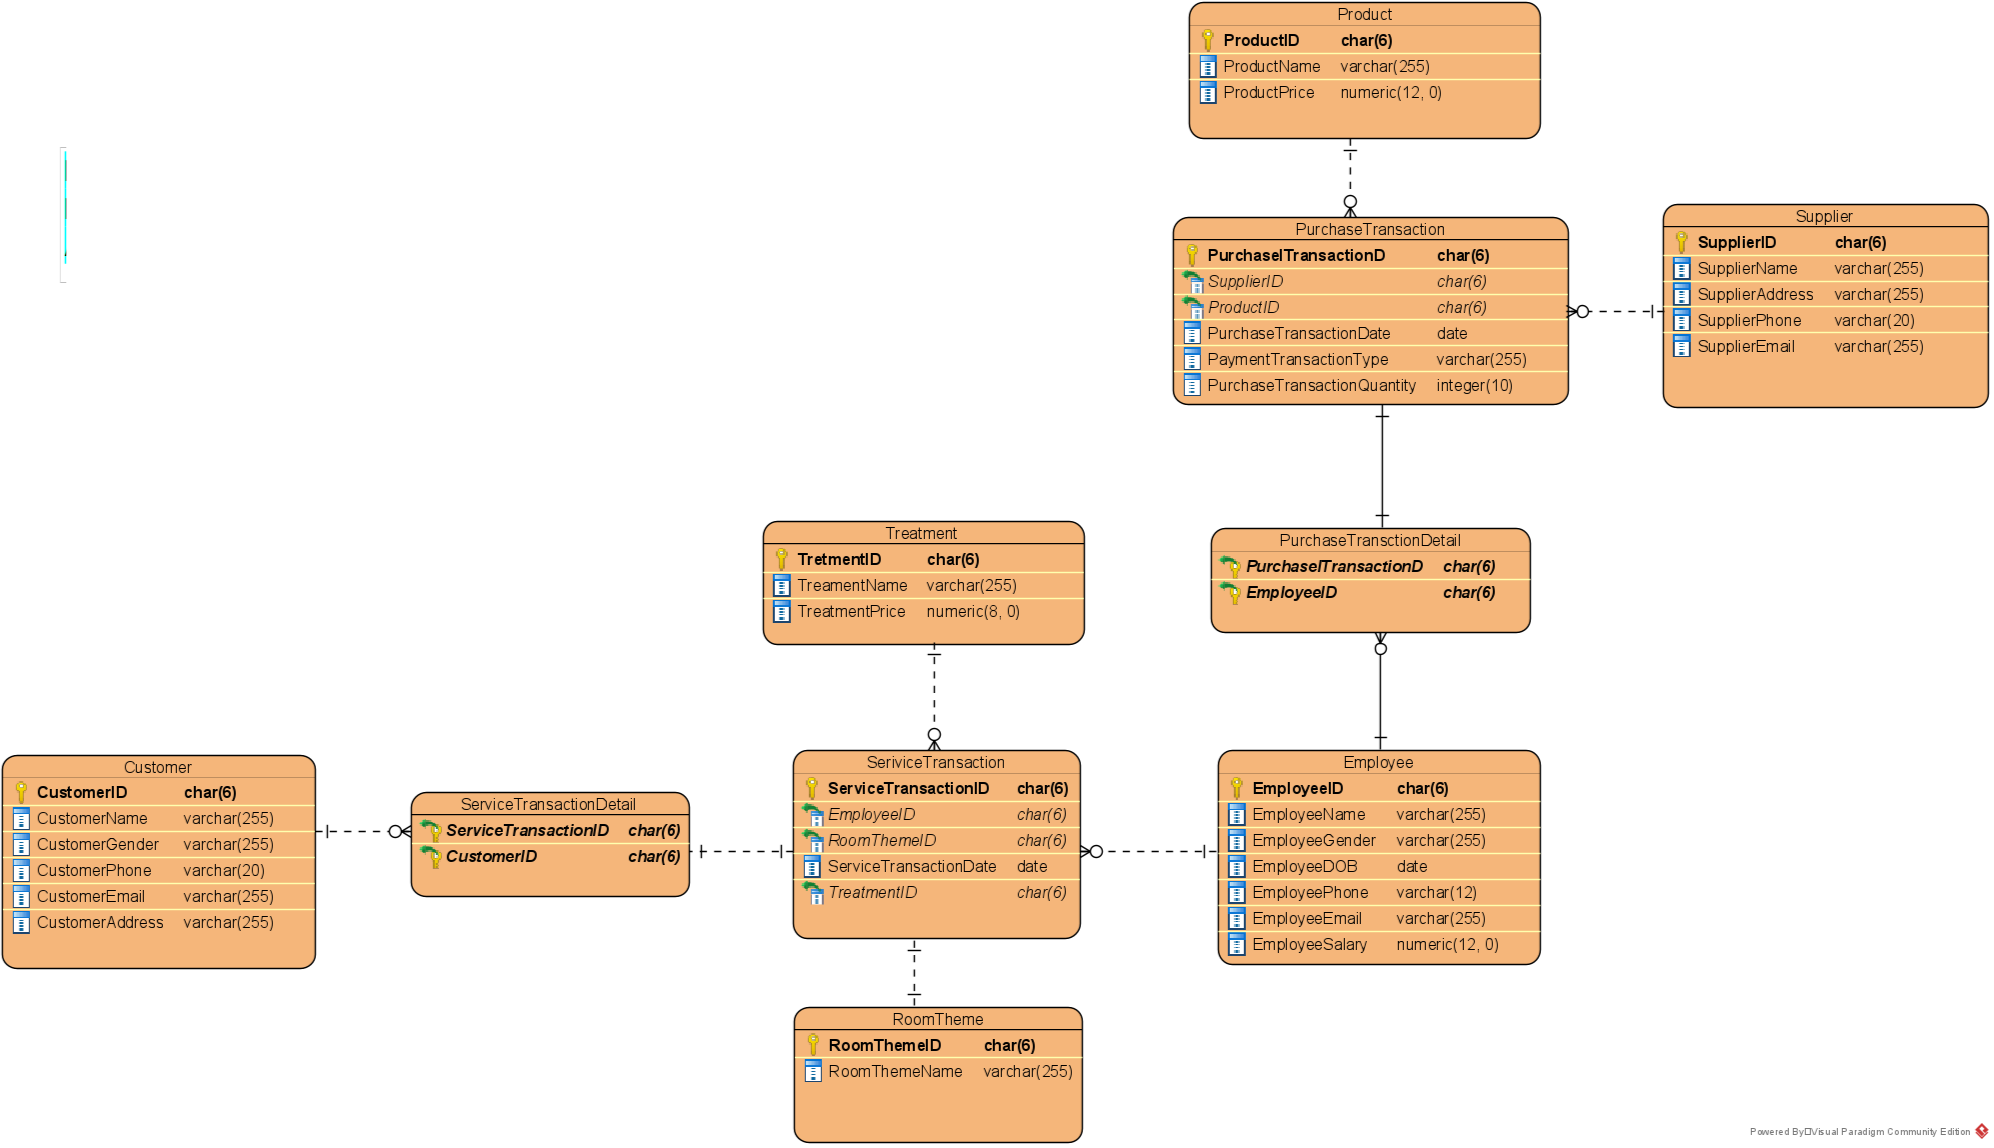 Product
ProductID char(6)
ProductName varchar(255)
ProductPrice numeric(12, 0)
PurchaseTransaction
PurchaselTransactionD char(6)
SupplierID char(6)
ProductID char(6)
PurchaseTransactionDate date
PaymentTransactionType varchar(255)
PurchaseTransactionQuantity integer(10)
Supplier
SupplierID char(6)
SupplierName varchar(255)
SupplierAddress varchar(255)
SupplierPhone varchar(20)
SupplierEmail varchar(255)
Treatment
TretmentID char(6)
TreamentName varchar(255)
TreatmentPrice numeric(8, 0)
PurchaseTransctionDetail
PurchaselTransactionD char(6)
EmployeeID char(6)
Customer
CustomerID char(6)
CustomerName varchar(255)
CustomerGender varchar(255)
CustomerPhone varchar(20)
CustomerEmail varchar(255)
CustomerAddress varchar(255)
ServiceTransactionDetail
ServiceTransactionID char(6)
CustomerID char(6)
SeriviceTransaction
ServiceTransactionID char(6)
EmployeeID char(6)
RoomThemeID char(6)
ServiceTransactionDate date
TreatmentID char(6)
Employee
EmployeeID char(6)
EmployeeName varchar(255)
EmployeeGender varchar(255)
EmployeeDOB date
EmployeePhone varchar(12)
EmployeeEmail varchar(255)
EmployeeSalary numeric(12, 0)
RoomTheme
RoomThemeID char(6)
RoomThemeName varchar(255)
Powered By Visual Paradigm Community Edition